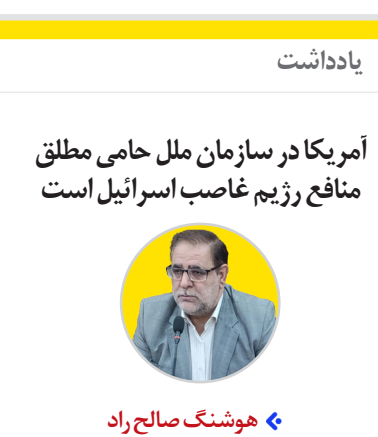 یادداشت
آمریکا در سازمان ملل حامی مطلق
منافع رژیم غاصب اسرائیل است
هوشنگ صالح راد